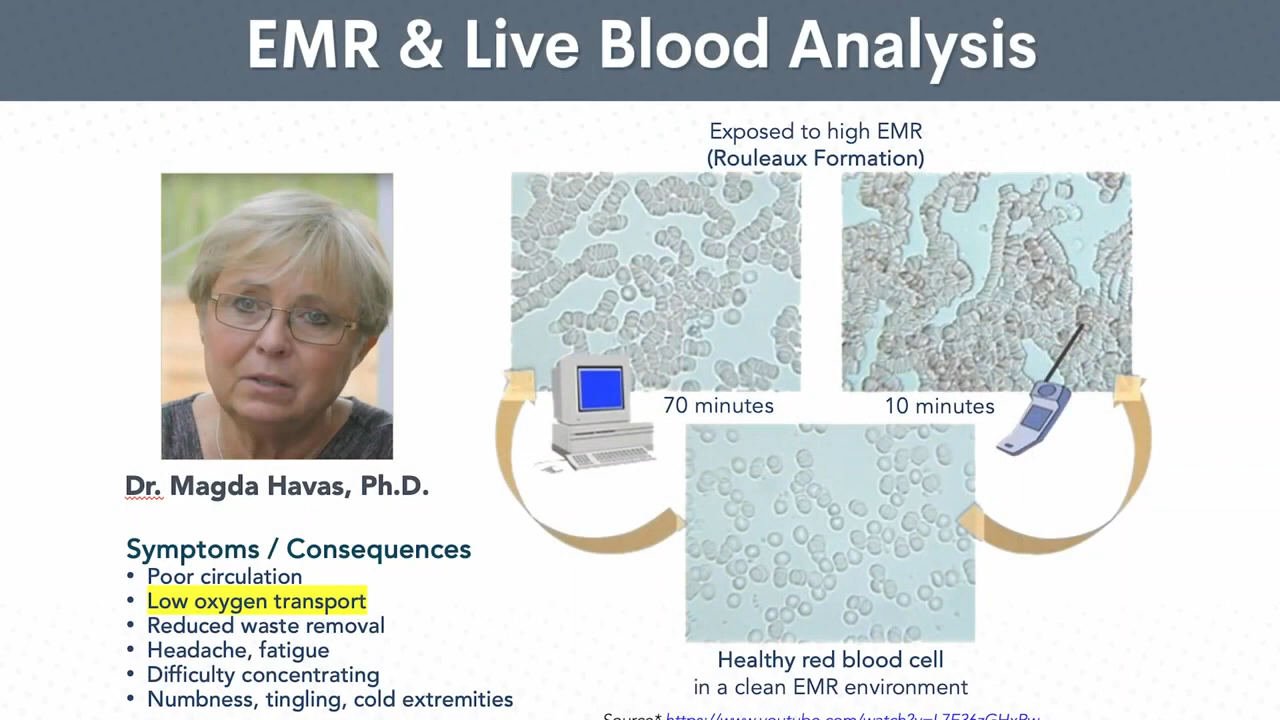 EMR & Live Blood Analysis
Exposed to high EMR
(Rouleaux Formation)
70 minutes
10 minutes
Dr. Magda Havas, Ph.D.
Symptoms / Consequences
• Poor circulation
• Low oxygen transport
• Reduced waste removal
• Headache, fatigue
• Difficulty concentrating
• Numbness, tingling, cold extremities
Healthy red blood cell
in a clean EMR environment
Source*